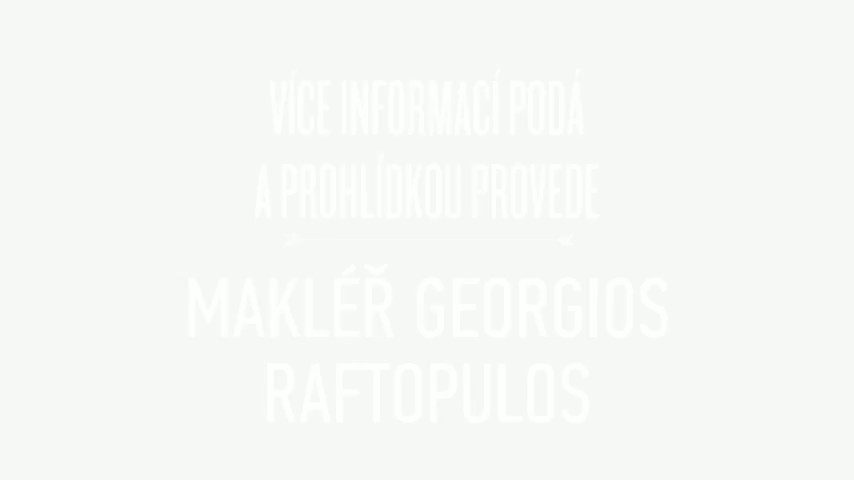 VÍCE INFORMACÍ PODÁ
A PROHLÍDKOU PROVEDE
MAKLÉŘ GEORGIOS
RAFTOPULOS